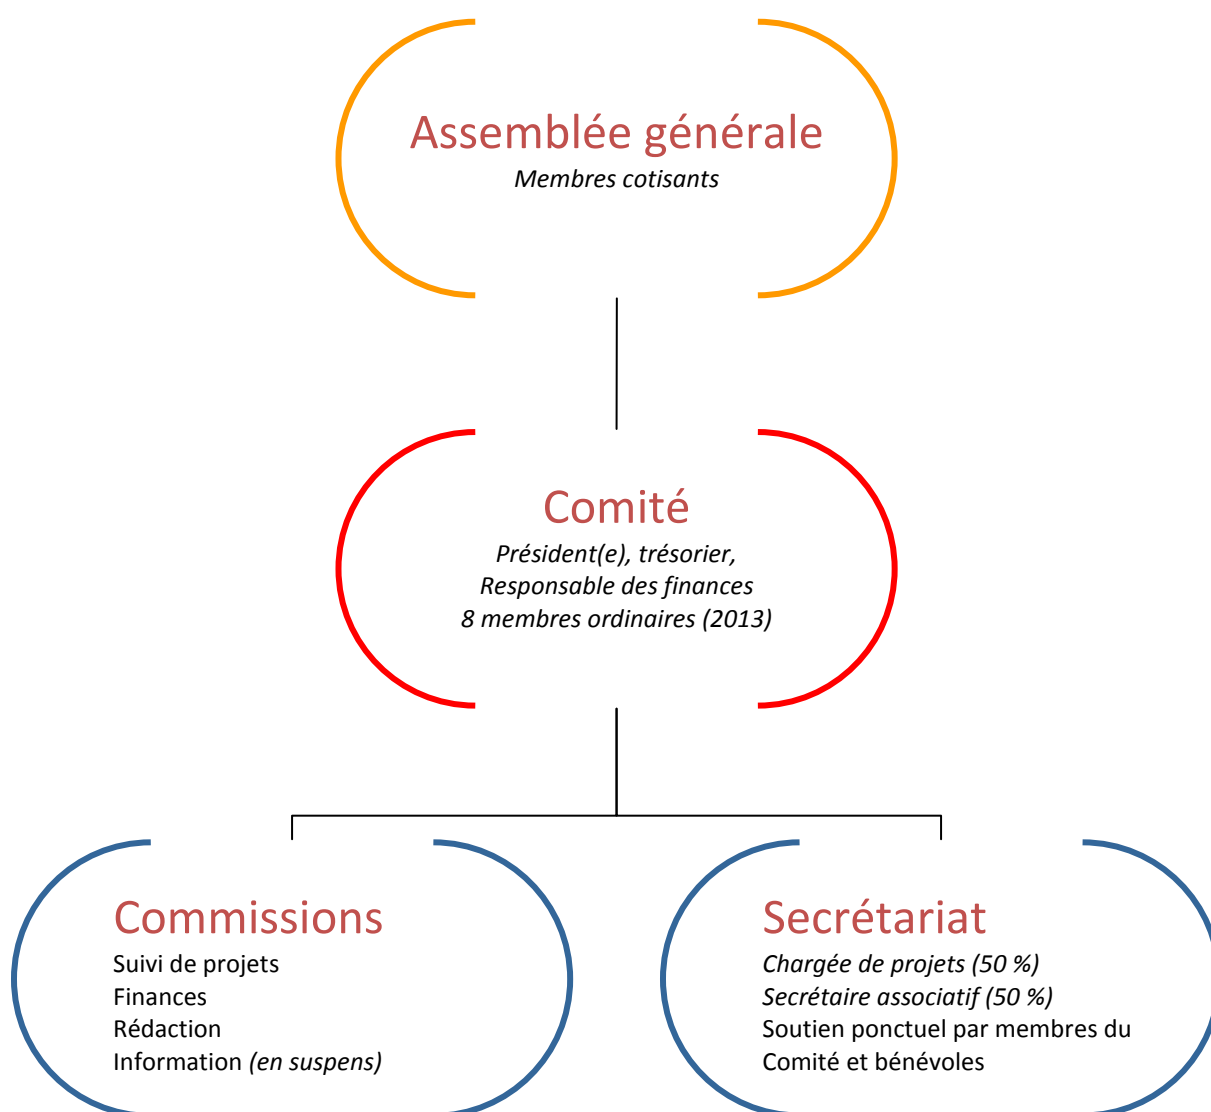 Assemblée générale
Membres cotisants
Comité
Président(e), trésorier,
Responsable des finances
8 membres ordinaires (2013)
Commissions
Suivi de projets
Finances
Rédaction
Information (en suspens)
Secrétariat
Chargée de projets (50 %)
Secrétaire associatif (50 %)
Soutien ponctuel par membres du
Comité et bénévoles